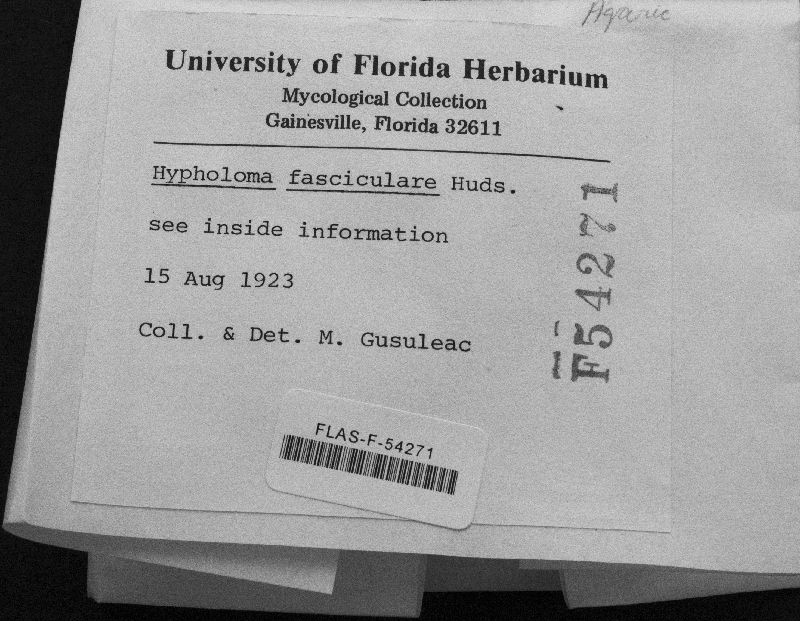 Agaric
University of Florida Herbarium
Mycological Collection
Gainesville, Florida 32611
Hypholoma fasciculare Huds.
see inside information
15 Aug 1923
Coll. & Det. M. Gusuleac
F54271
FLAS-F-54271